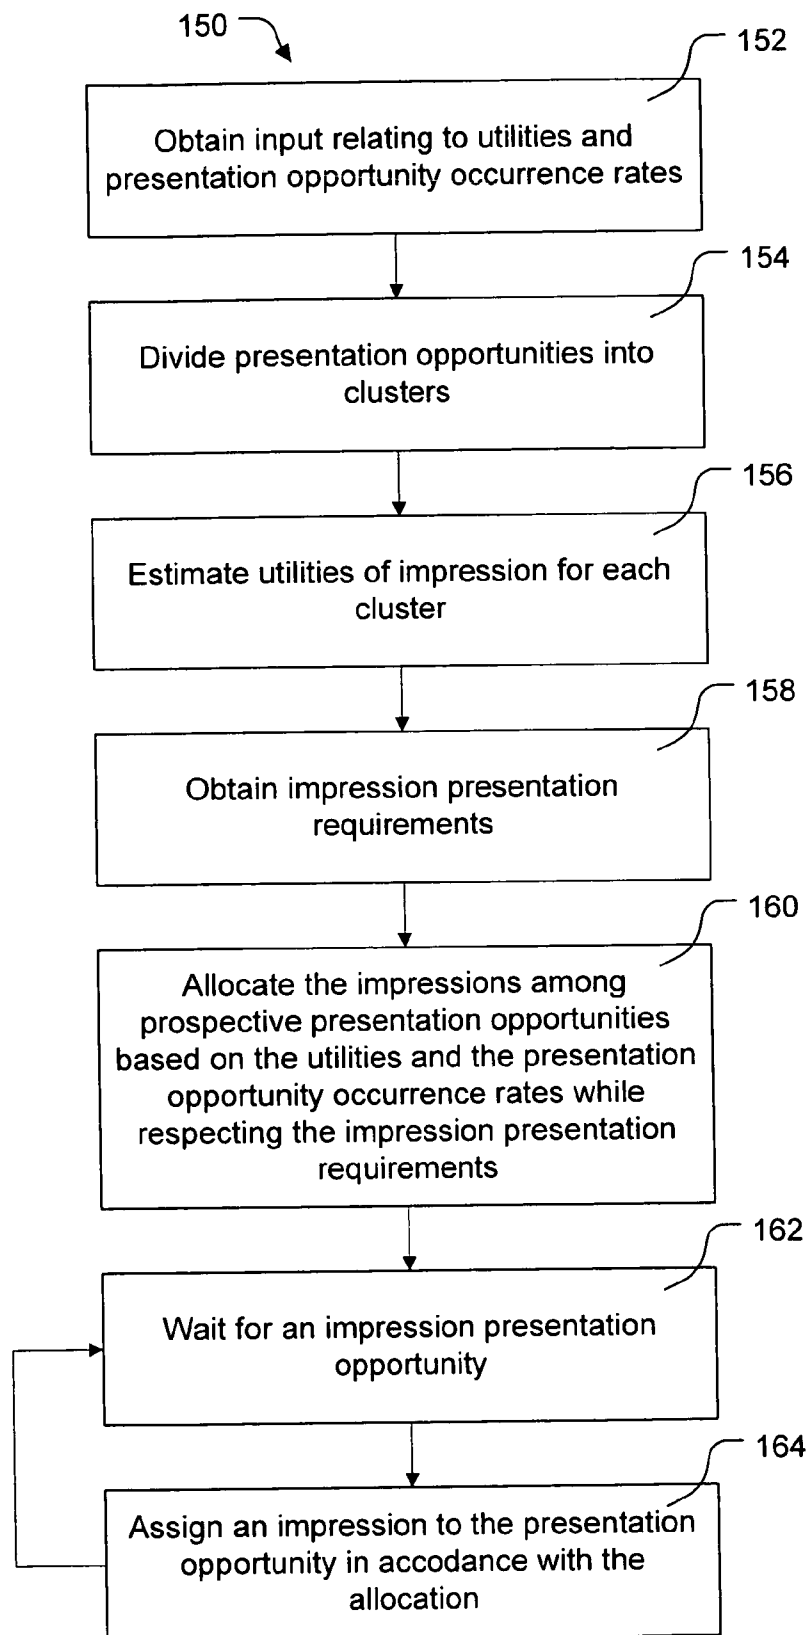 150
152
Obtain input relating to utilities and
presentation opportunity occurrence rates
154
Divide presentation opportunities into
clusters
156
Estimate utilities of impression for each
cluster
158
Obtain impression presentation
requirements
160
Allocate the impressions among
prospective presentation opportunities
based on the utilities and the presentation
opportunity occurrence rates while
respecting the impression presentation
requirements
162
Wait for an impression presentation
opportunity
164
Assign an impression to the presentation
opportunity in accodance with the
allocation